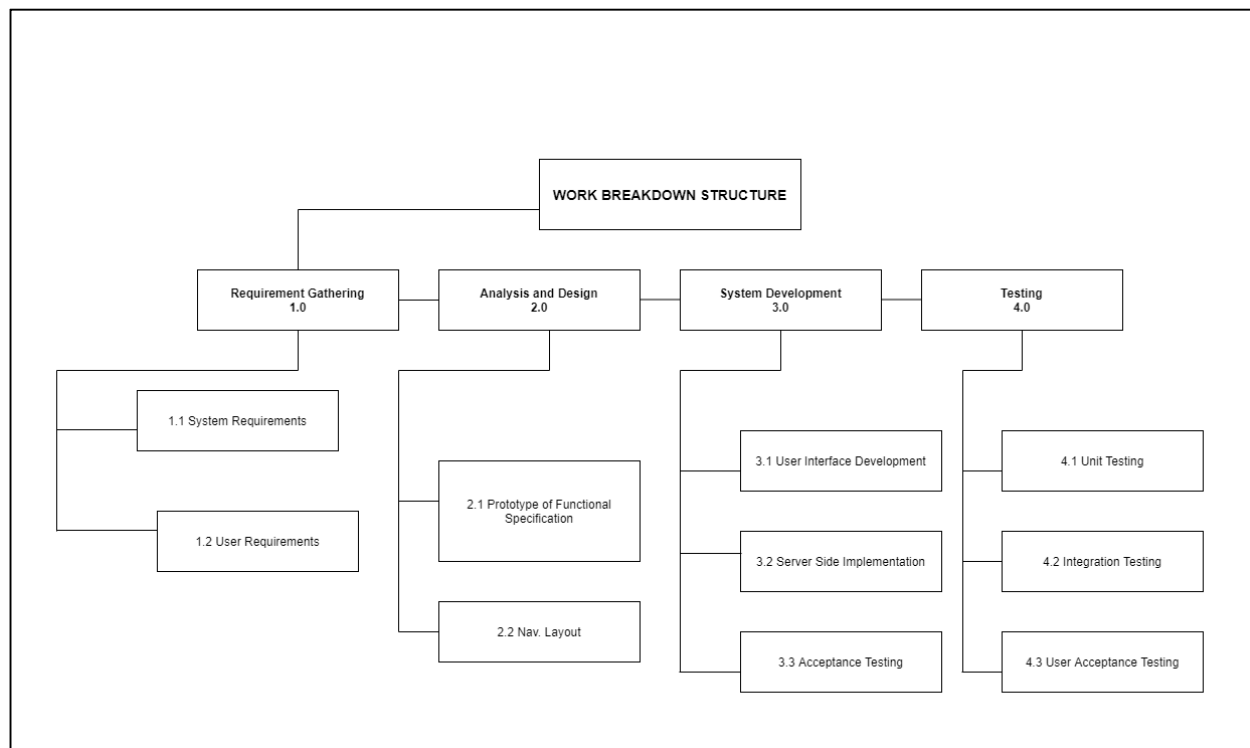 WORK BREAKDOWN STRUCTURE
Requirement Gathering
1.0
Analysis and Design
2.0
System Development
3.0
Testing
4.0
1.1 System Requirements
1.2 User Requirements
2.1 Prototype of Functional
Specification
2.2 Nav. Layout
3.1 User Interface Development
3.2 Server Side Implementation
3.3 Acceptance Testing
4.1 Unit Testing
4.2 Integration Testing
4.3 User Acceptance Testing